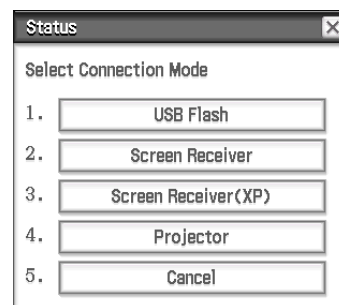 Status
Select Connection Mode
1. USB Flash
2. Screen Receiver
3. Screen Receiver(XP)
4. Projector
5. Cancel